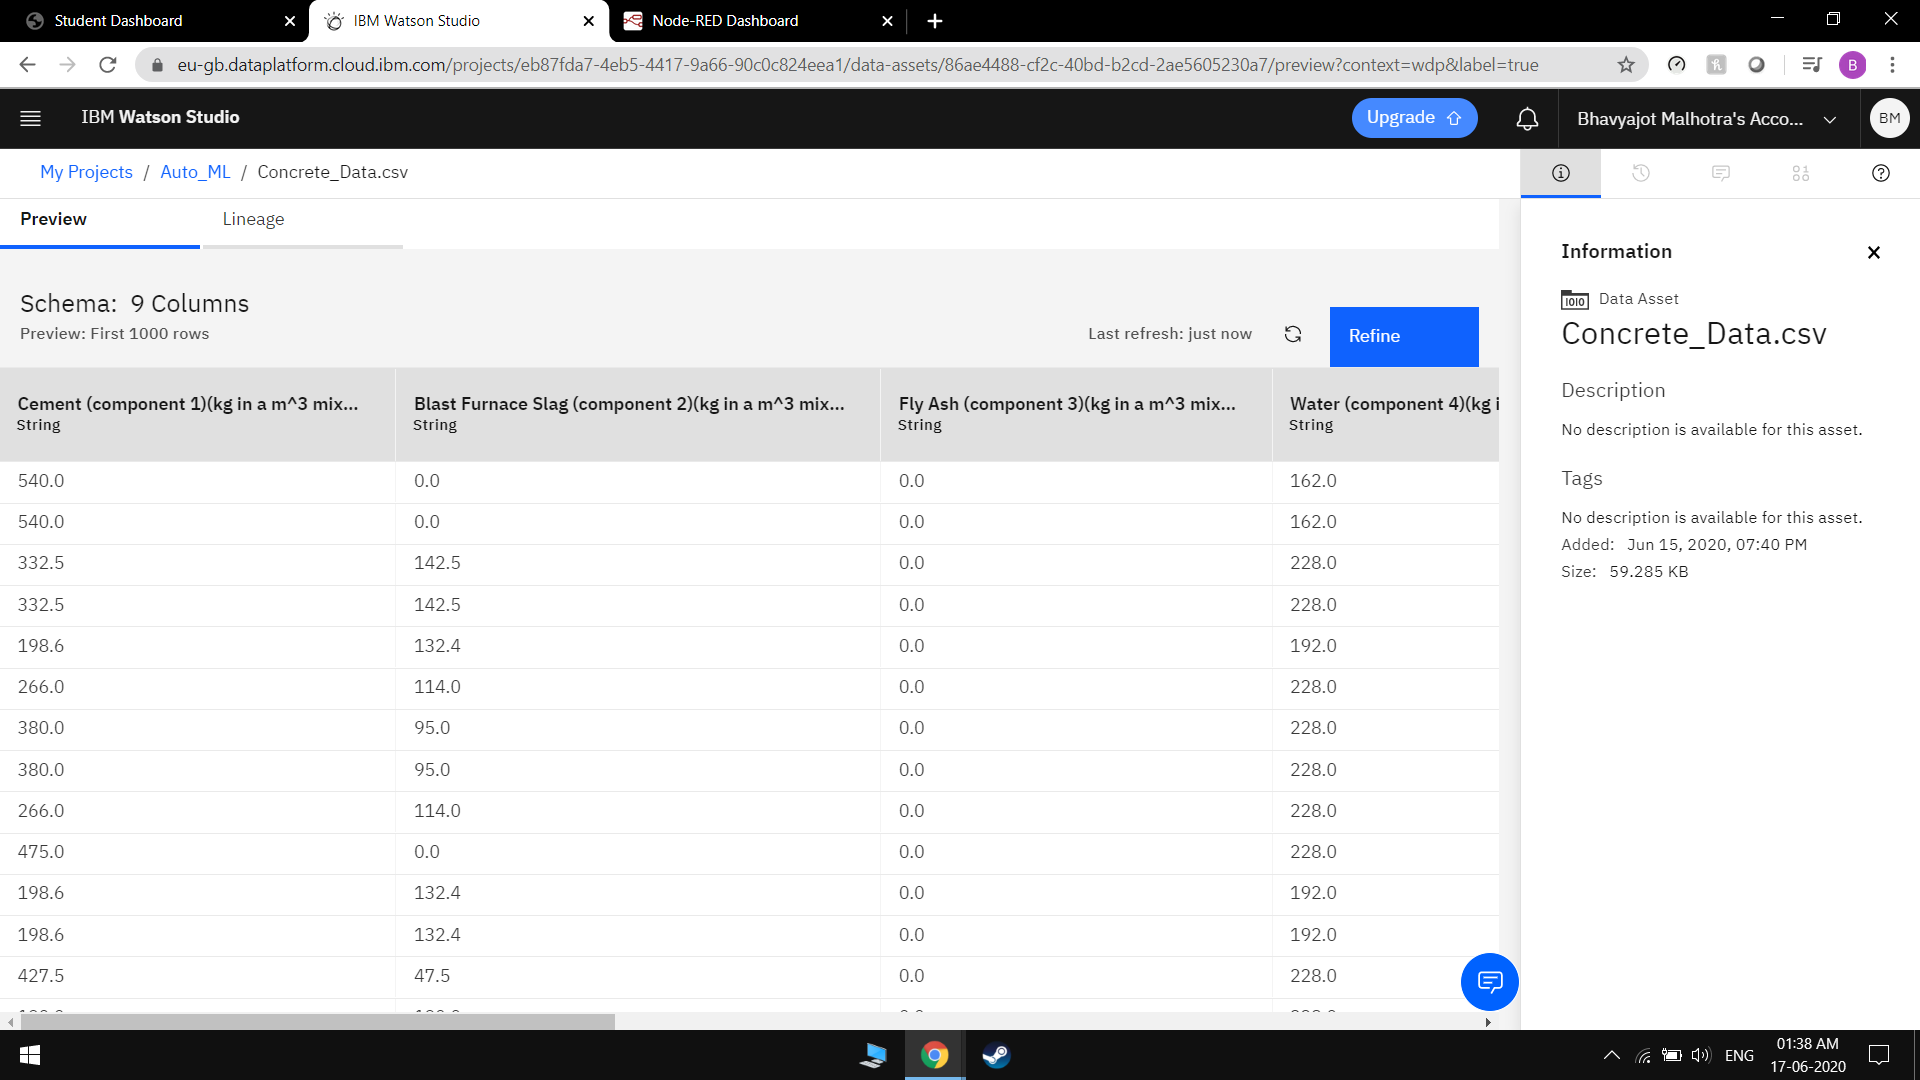 Student Dashboard
IBM Watson Studio
Node-RED Dashboard
eu-gb.dataplatform.cloud.ibm.com/projects/eb87fda7-4eb5-4417-9a66-90c0c824eea1/data-assets/86ae4488-cf2c-40bd-b2cd-2ae5605230a7/preview?context=wdp&label=true
B
IBM Watson Studio
Upgrade
Bhavyajot Malhotra's Acco...
BM
My Projects / Auto_ML / Concrete_Data.csv
Preview
Lineage
Schema: 9 Columns
Preview: First 1000 rows
Last refresh: just now
Refine
Cement (component 1)(kg in a m^3 mix... Blast Furnace Slag (component 2)(kg in a m^3 mix... Fly Ash (component 3)(kg in a m^3 mix... Water (component 4)(kg i
String String String String
540.0 0.0 0.0 162.0
540.0 0.0 0.0 162.0
332.5 142.5 0.0 228.0
332.5 142.5 0.0 228.0
198.6 132.4 0.0 192.0
266.0 114.0 0.0 228.0
380.0 95.0 0.0 228.0
380.0 95.0 0.0 228.0
266.0 114.0 0.0 228.0
475.0 0.0 0.0 228.0
198.6 132.4 0.0 192.0
198.6 132.4 0.0 192.0
427.5 47.5 0.0 228.0
Information
Data Asset
Concrete_Data.csv
Description
No description is available for this asset.
Tags
No description is available for this asset.
Added: Jun 15, 2020, 07:40 PM
Size: 59.285 KB
ENG
01:38 AM
17-06-2020